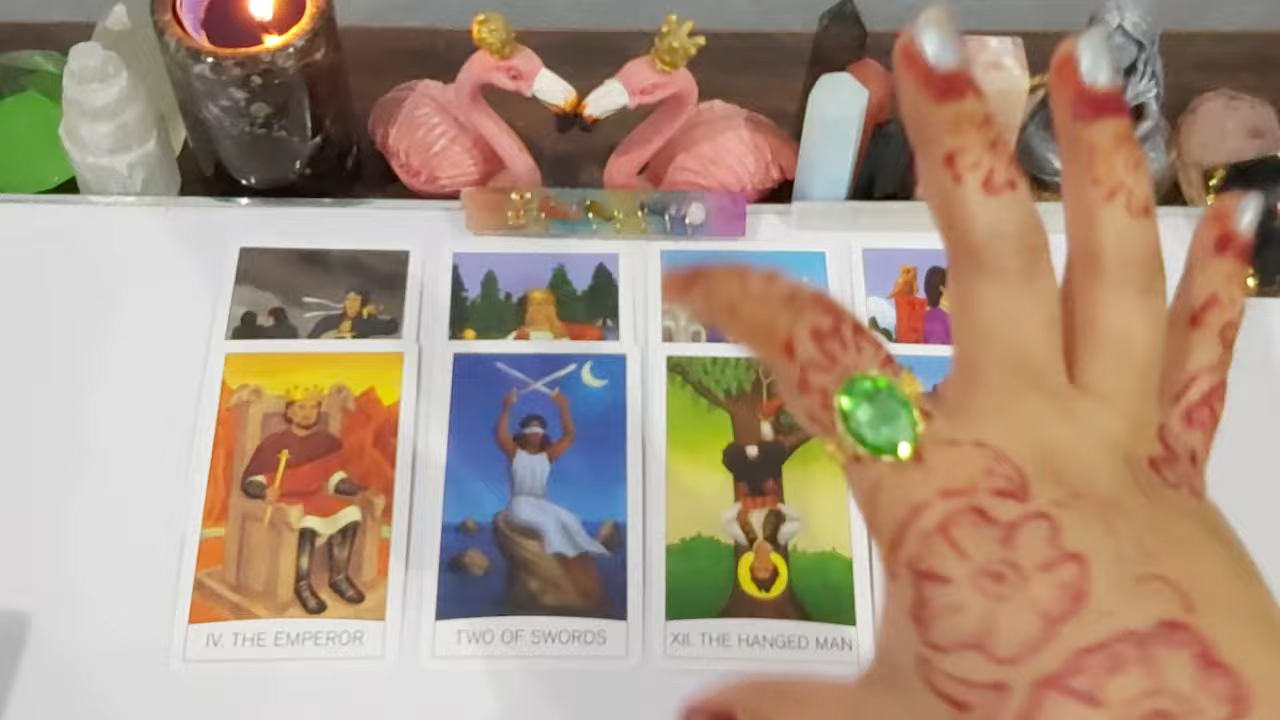 IV. THE EMPEROR
TWO OF SWORDS
XII. THE HANGED MAN